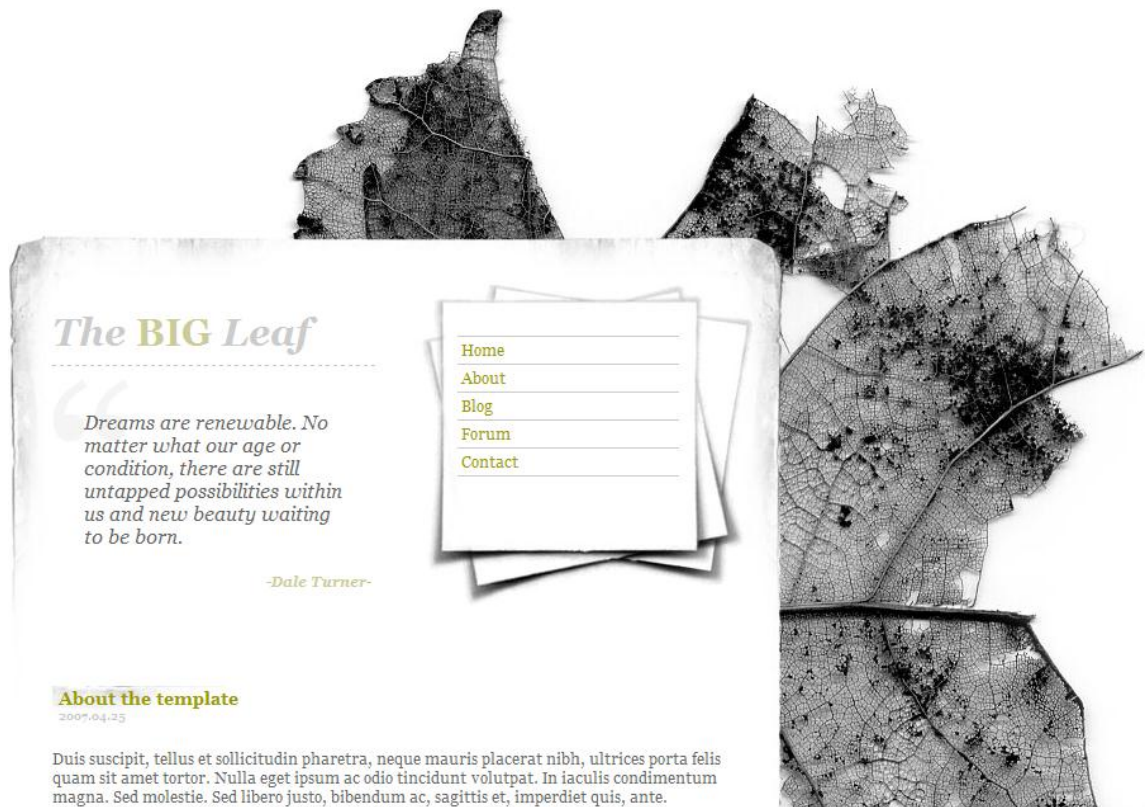 The BIG Leaf
Dreams are renewable. No
matter what our age or
condition, there are still
untapped possibilities within
us and new beauty waiting
to be born.
-Dale Turner-
Home
About
Blog
Forum
Contact
About the template
2007.04.25
Duis suscipit, tellus et sollicitudin pharetra, neque mauris placerat nibh, ultrices porta felis
quam sit amet tortor. Nulla eget ipsum ac odio tincidunt volutpat. In iaculis condimentum
magna. Sed molestie. Sed libero justo, bibendum ac, sagittis et, imperdiet quis, ante.